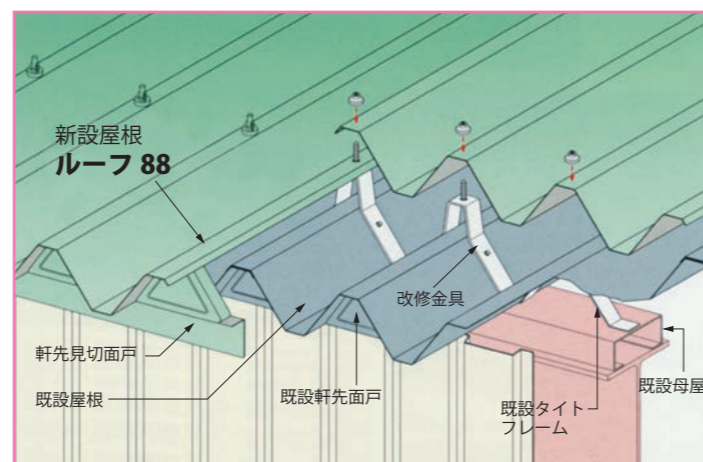 新設屋根
ルーフ 88
改修金具
軒先見切面戸
既設屋根
既設軒先面戸
既設タイト
フレーム
既設母屋